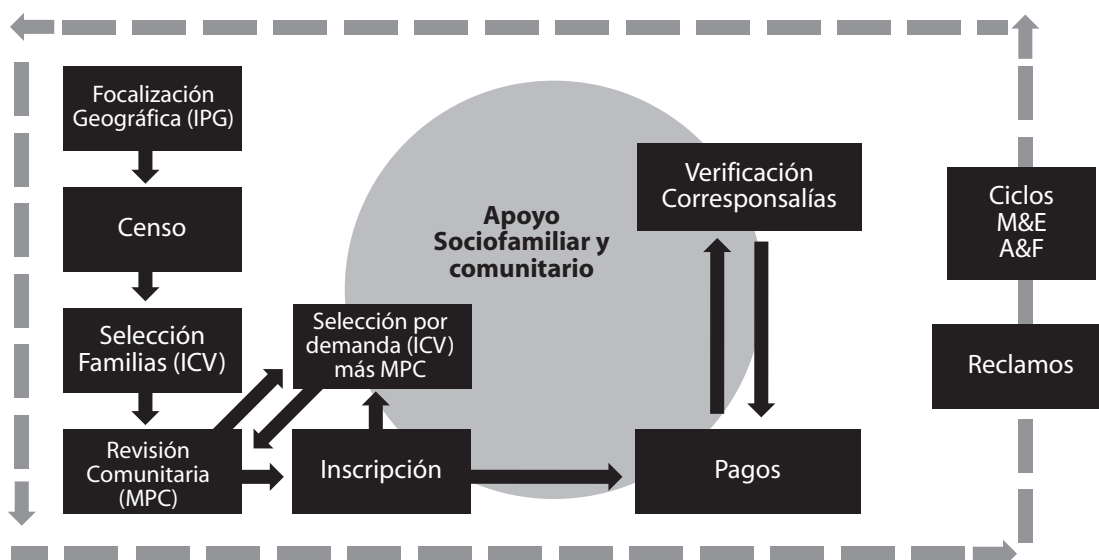 Focalización
Geográfica (IPG)
Censo
Selección
Familias (ICV)
Revisión
Comunitaria
(MPC)
Selección por
demanda (ICV)
más MPC
Inscripción
Apoyo
Sociofamiliar y
comunitario
Verificación
Corresponsalías
Pagos
Ciclos
M&E
A&F
Reclamos